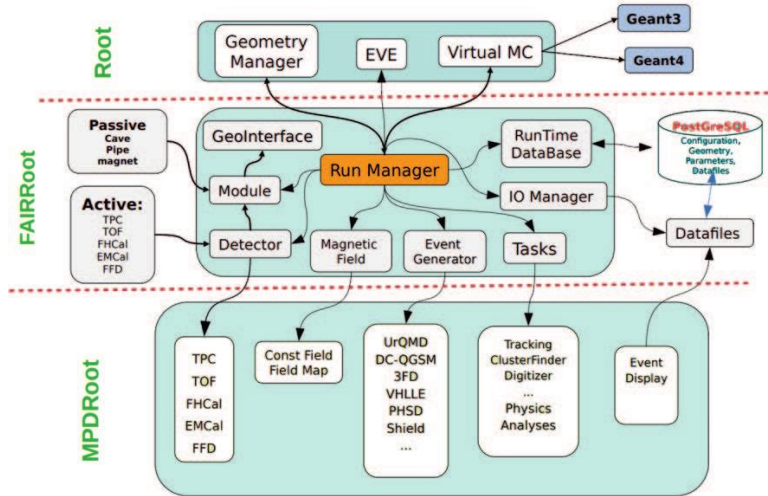 Root
Geometry
Manager
EVE
Virtual MC
Geant3
Geant4
FAIRRoot
Passive
Cave
Pipe
magnet
GeoInterface
Module
Active:
TPC
TOF
FHCal
EMCal
FFD
Detector
Run Manager
Magnetic
Field
Event
Generator
Tasks
RunTime
DataBase
IO Manager
PostGreSQL
Configuration,
Geometry,
Parameters,
Datafiles
Datafiles
MPDRoot
TPC
TOF
FHCal
EMCal
FFD
Const Field
Field Map
UrQMD
DC-QGSM
3FD
VHLLE
PHSD
Shield
...
Tracking
ClusterFinder
Digitizer
...
Physics
Analyses
Event
Display